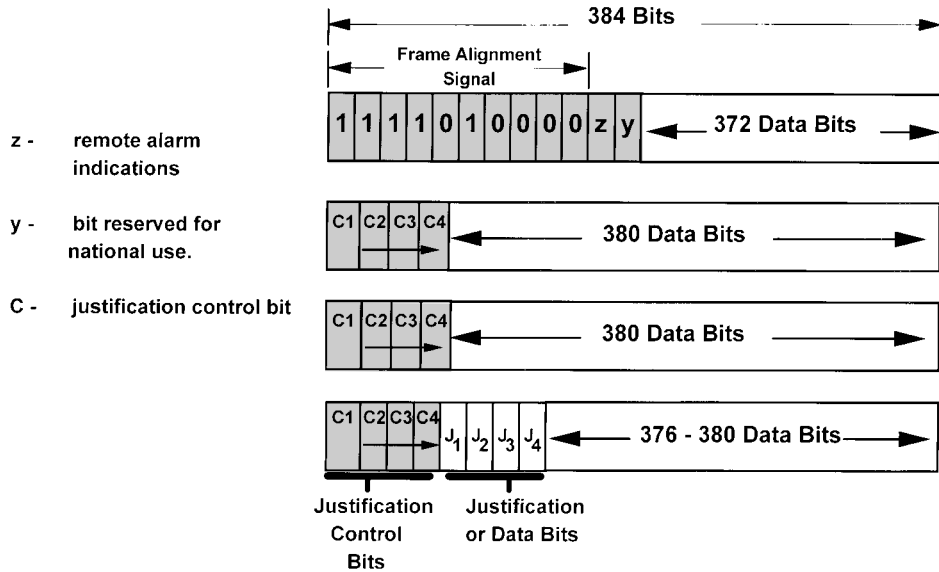 384 Bits
Frame Alignment
Signal
1 1 1 1 0 1 0 0 0 0 z y
372 Data Bits
z - remote alarm
indications
C1 C2 C3 C4
380 Data Bits
y - bit reserved for
national use.
C - justification control bit
C1 C2 C3 C4
380 Data Bits
C1 C2 C3 C4 J1 J2 J3 J4
376 - 380 Data Bits
Justification
Control
Bits
Justification
or Data Bits